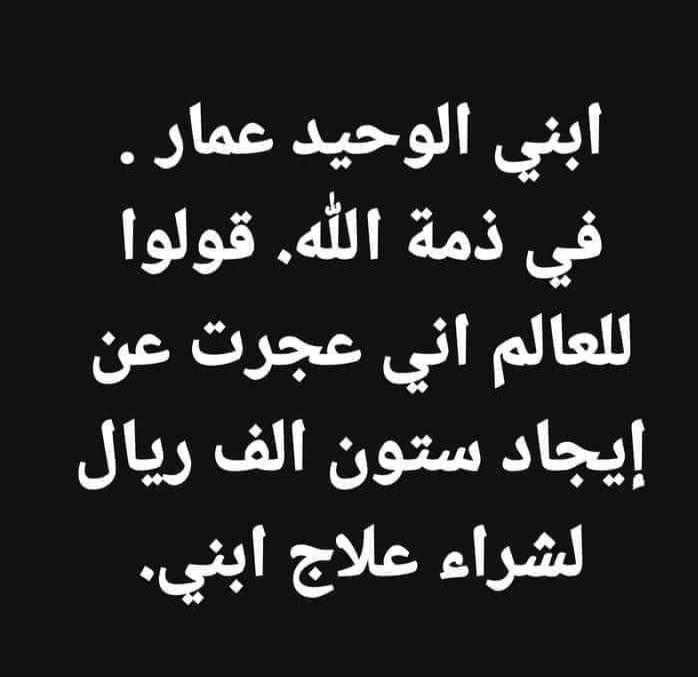 ابني الوحيد عمار .
في ذمة الله. قولوا
للعالم اني عجرت عن
إيجاد ستون الف ريال
لشراء علاج ابني.